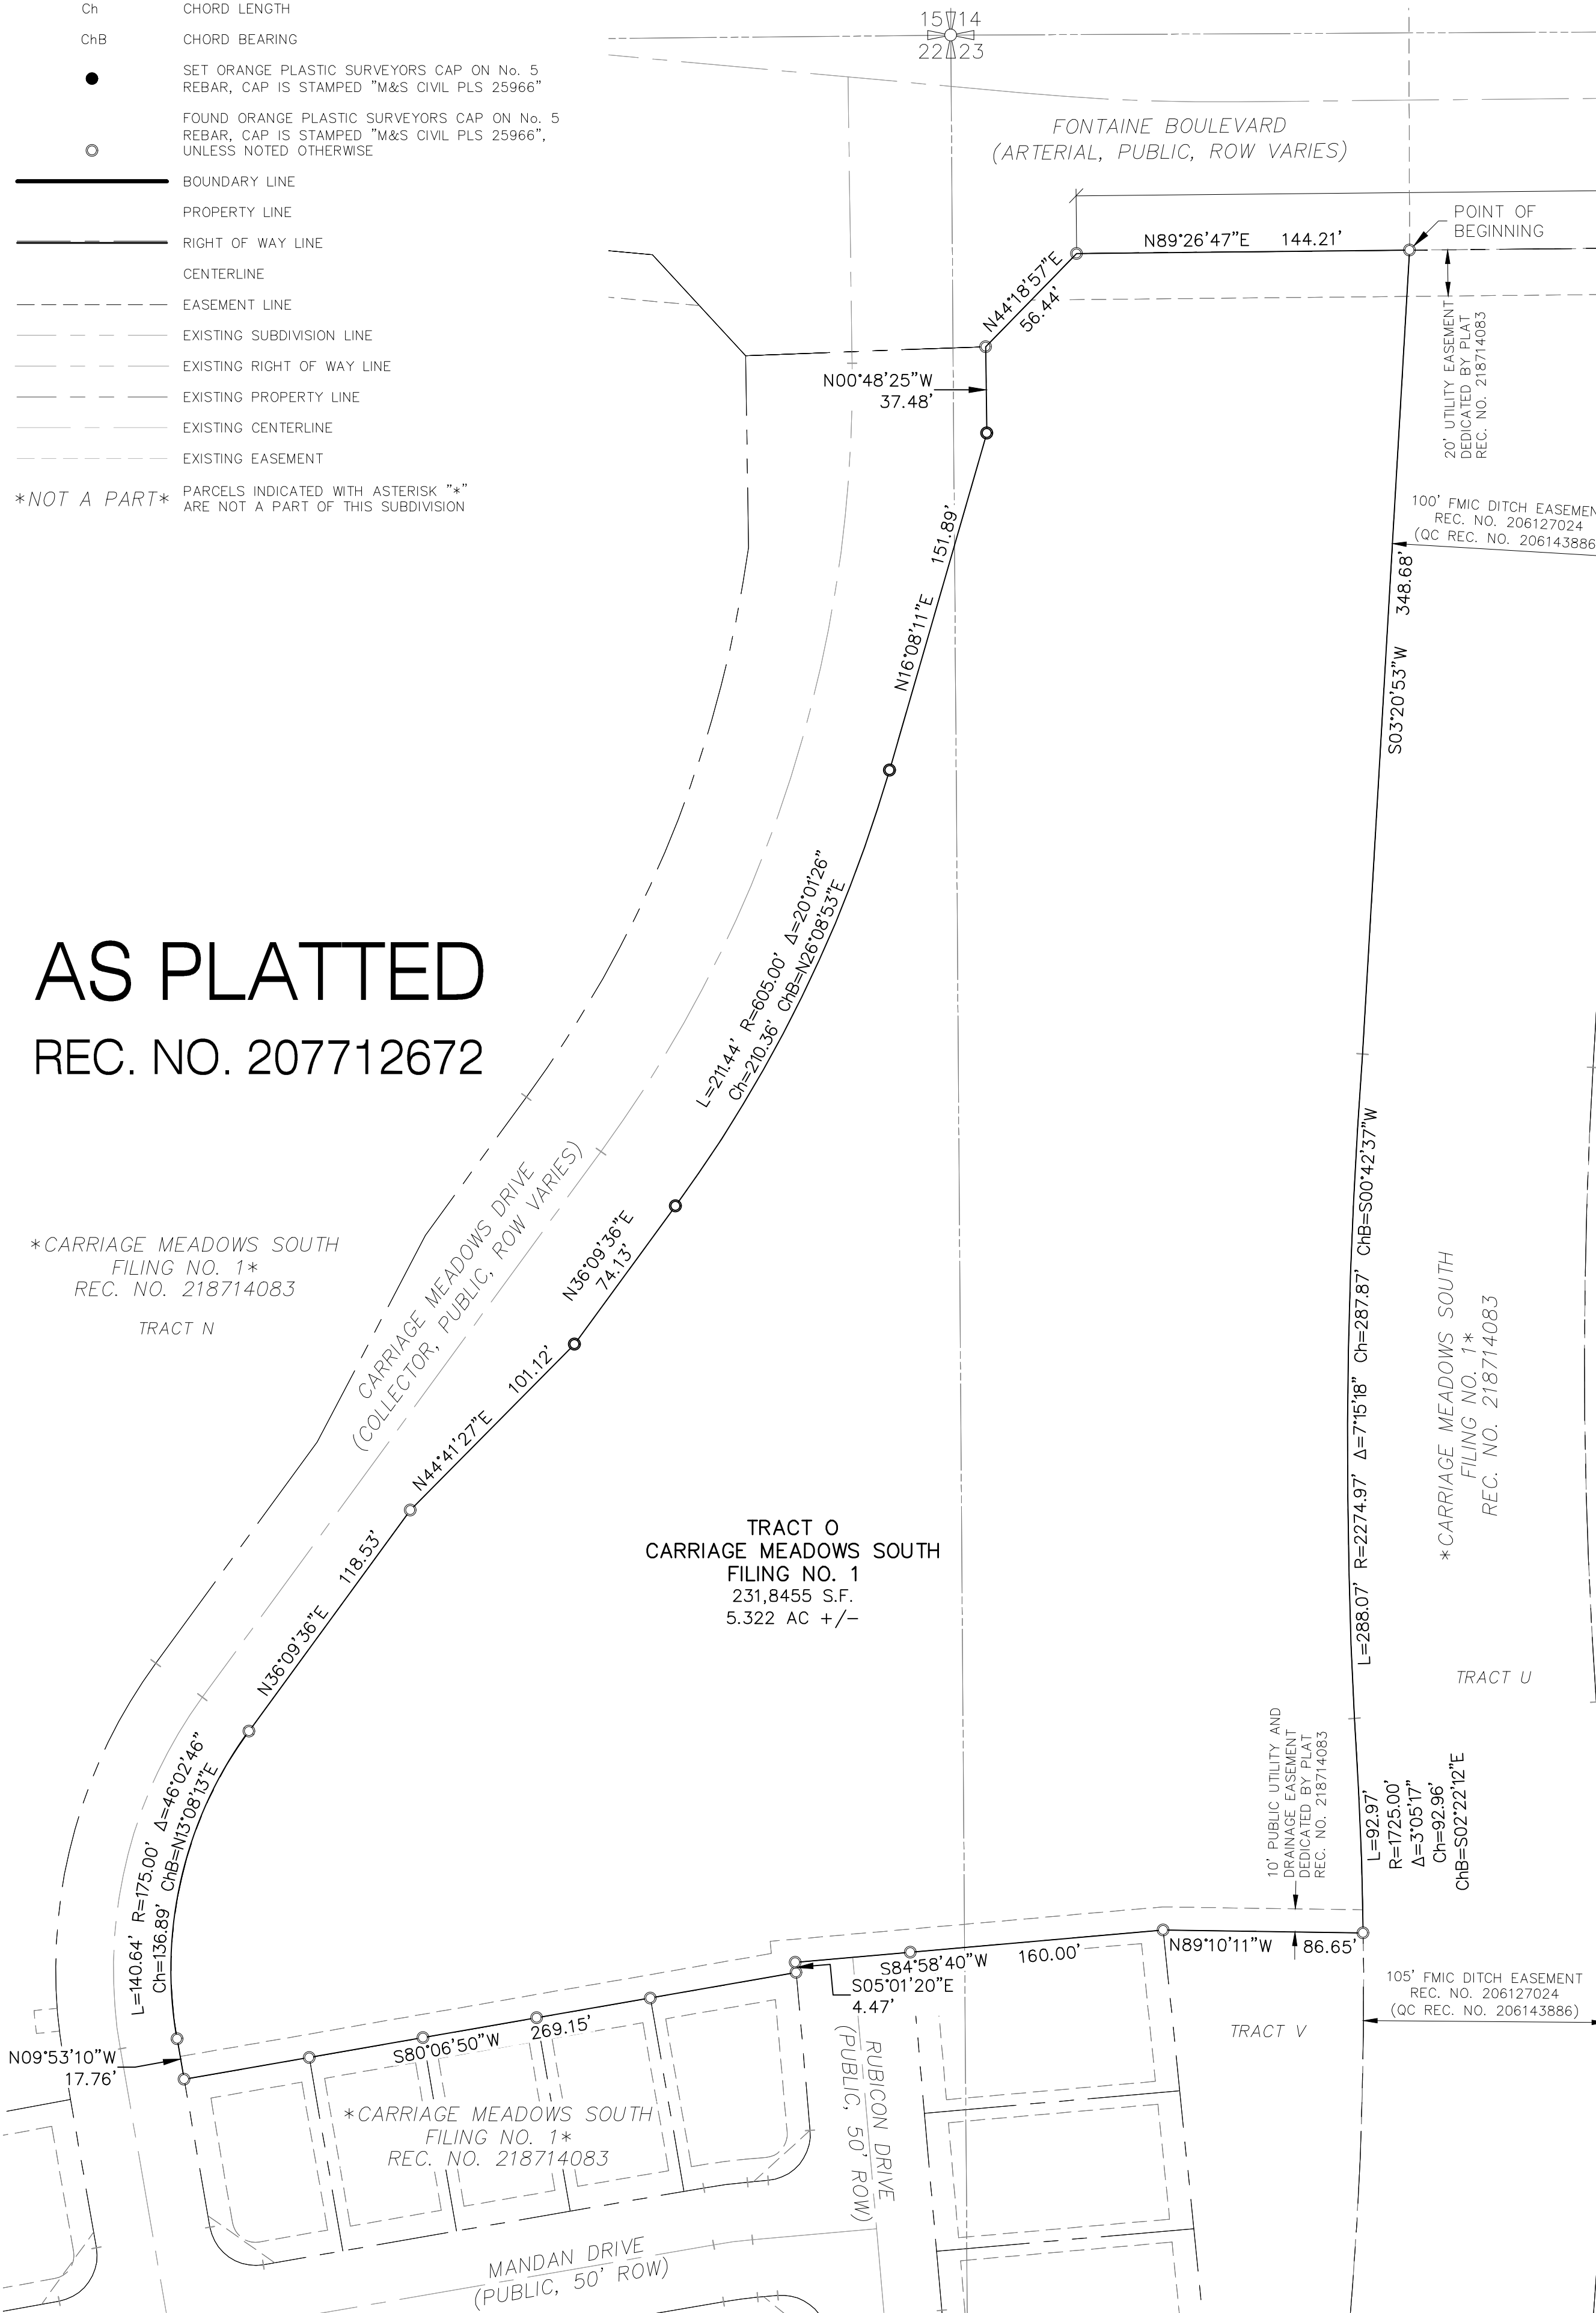 Ch CHORD LENGTH
ChB CHORD BEARING
SET ORANGE PLASTIC SURVEYORS CAP ON No. 5
REBAR, CAP IS STAMPED "M&S CIVIL PLS 25966"
FOUND ORANGE PLASTIC SURVEYORS CAP ON No. 5
REBAR, CAP IS STAMPED "M&S CIVIL PLS 25966",
UNLESS NOTED OTHERWISE
BOUNDARY LINE
PROPERTY LINE
RIGHT OF WAY LINE
CENTERLINE
EASEMENT LINE
EXISTING SUBDIVISION LINE
EXISTING RIGHT OF WAY LINE
EXISTING PROPERTY LINE
EXISTING CENTERLINE
EXISTING EASEMENT
*NOT A PART* PARCELS INDICATED WITH ASTERISK "*"
ARE NOT A PART OF THIS SUBDIVISION
15 14
22 23
FONTAINE BOULEVARD
(ARTERIAL, PUBLIC, ROW VARIES)
N89°26'47"E 144.21'
POINT OF
BEGINNING
N44°18'57"E
56.44'
N00°48'25"W
37.48'
20' UTILITY EASEMENT
DEDICATED BY PLAT
REC. NO. 218714083
100' FMIC DITCH EASEMEN
REC. NO. 206127024
(QC REC. NO. 206143886
N16°08'11"E 151.89'
S03°20'53"W 348.68'
L=211.44' R=605.00' Δ=20°01'26"
Ch=210.36' ChB=N26°08'53"E
AS PLATTED
REC. NO. 207712672
*CARRIAGE MEADOWS SOUTH
FILING NO. 1*
REC. NO. 218714083
TRACT N
CARRIAGE MEADOWS DRIVE
(COLLECTOR, PUBLIC, ROW VARIES)
N36°09'36"E
74.13'
N44°41'27"E 101.12'
N36°09'36"E 118.53'
L=288.07' R=2274.97' Δ=7°15'18" Ch=287.87' ChB=S00°42'37"W
*CARRIAGE MEADOWS SOUTH
FILING NO. 1*
REC. NO. 218714083
TRACT U
TRACT O
CARRIAGE MEADOWS SOUTH
FILING NO. 1
231,8455 S.F.
5.322 AC +/-
L=140.64' R=175.00' Δ=46°02'46"
Ch=136.89' ChB=N13°08'13"E
10' PUBLIC UTILITY AND
DRAINAGE EASEMENT
DEDICATED BY PLAT
REC. NO. 218714083
L=92.97'
R=1725.00'
Δ=3°05'17"
Ch=92.96'
ChB=S02°22'12"E
N89°10'11"W 86.65'
S84°58'40"W 160.00'
S05°01'20"E
4.47'
S80°06'50"W 269.15'
N09°53'10"W
17.76'
105' FMIC DITCH EASEMENT
REC. NO. 206127024
(QC REC. NO. 206143886)
TRACT V
RUBICON DRIVE
(PUBLIC, 50' ROW)
*CARRIAGE MEADOWS SOUTH
FILING NO. 1*
REC. NO. 218714083
MANDAN DRIVE
(PUBLIC, 50' ROW)